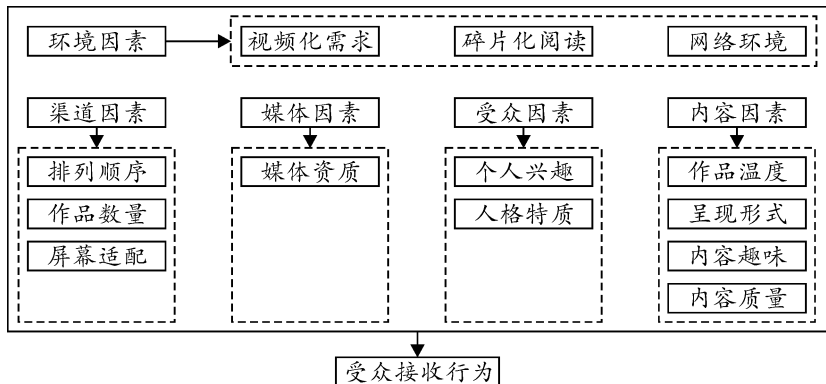 环境因素 视频化需求 碎片化阅读 网络环境
渠道因素 媒体因素 受众因素 内容因素
排列顺序 媒体资质 个人兴趣 作品温度
作品数量 人格特质 呈现形式
屏幕适配 内容趣味
内容质量
受众接收行为